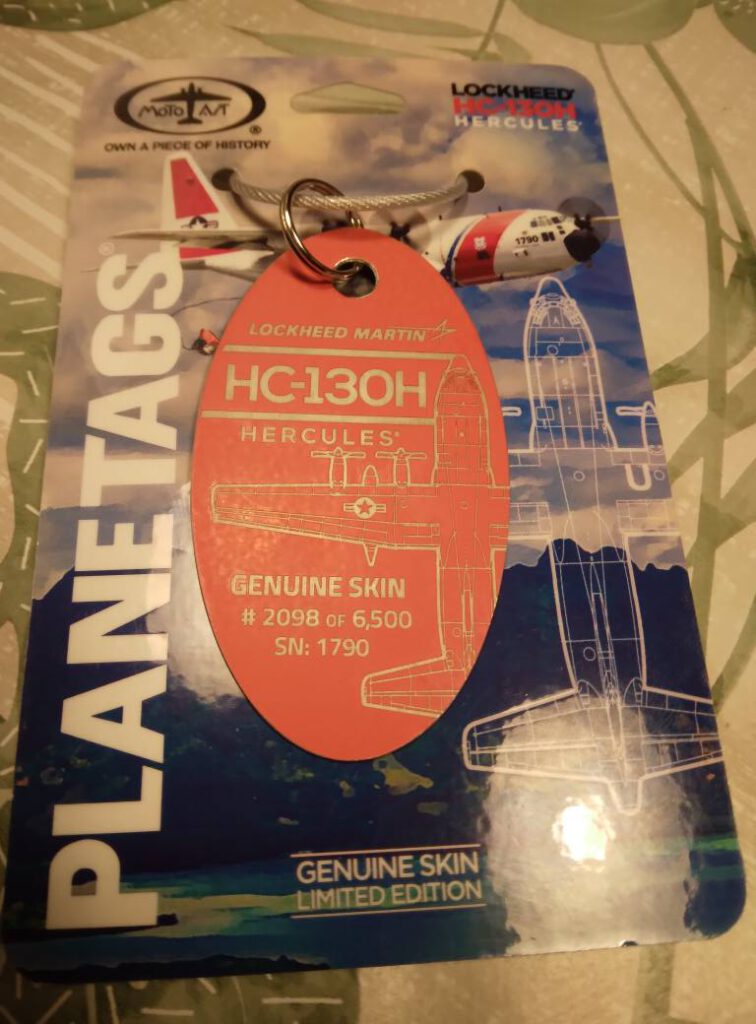 MotoArt
®
OWN A PIECE OF HISTORY
LOCKHEED
HC-130H
HERCULES®
PLANETAGS®
1790
LOCKHEED MARTIN
HC-130H
HERCULES®
GENUINE SKIN
# 2098 OF 6,500
SN: 1790
GENUINE SKIN
LIMITED EDITION